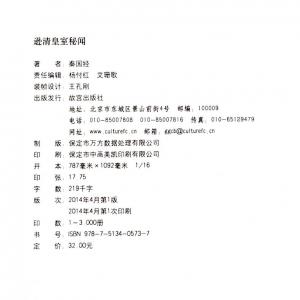 逊清皇室秘闻
著 者：秦国经
责任编辑：杨付红 文珊歌
装帧设计：王孔刚
出版发行：故宫出版社
地址：北京市东城区景山前街4号 邮编：100009
电话：010-85007808 010-85007816 传真：010-65129479
网址：www.culturefc.cn 邮箱：ggcb@culturefc.cn
制 版：保定市万方数据处理有限公司
印 刷：保定市中画美凯印刷有限公司
开 本：787毫米×1092毫米 1/16
印 张：17.75
字 数：219千字
版 次：2014年4月第1版
2014年4月第1次印刷
印 数：1～3 000册
书 号：ISBN 978-7-5134-0573-7
定 价：32.00元